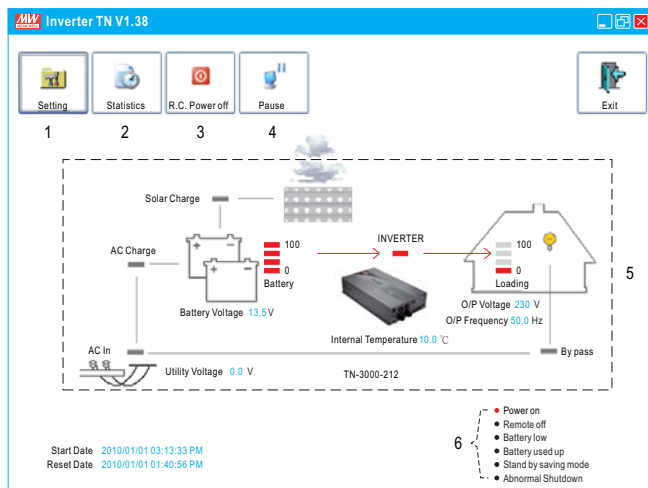 MW Inverter TN V1.38
MEAN WELL
Setting
Statistics
R.C. Power off
Pause
Exit
1
2
3
4
Solar Charge
AC Charge
+ -
+ -
100
0
Battery
INVERTER
100
0
Loading
5
Battery Voltage 13.5 V
O/P Voltage 230 V
O/P Frequency 50.0 Hz
Internal Temperature 10.0 ℃
AC In
By pass
Utility Voltage 0.0 V
TN-3000-212
6
Power on
Remote off
Battery low
Battery used up
Stand by saving mode
Abnormal Shutdown
Start Date 2010/01/01 03:13:33 PM
Reset Date 2010/01/01 01:40:56 PM